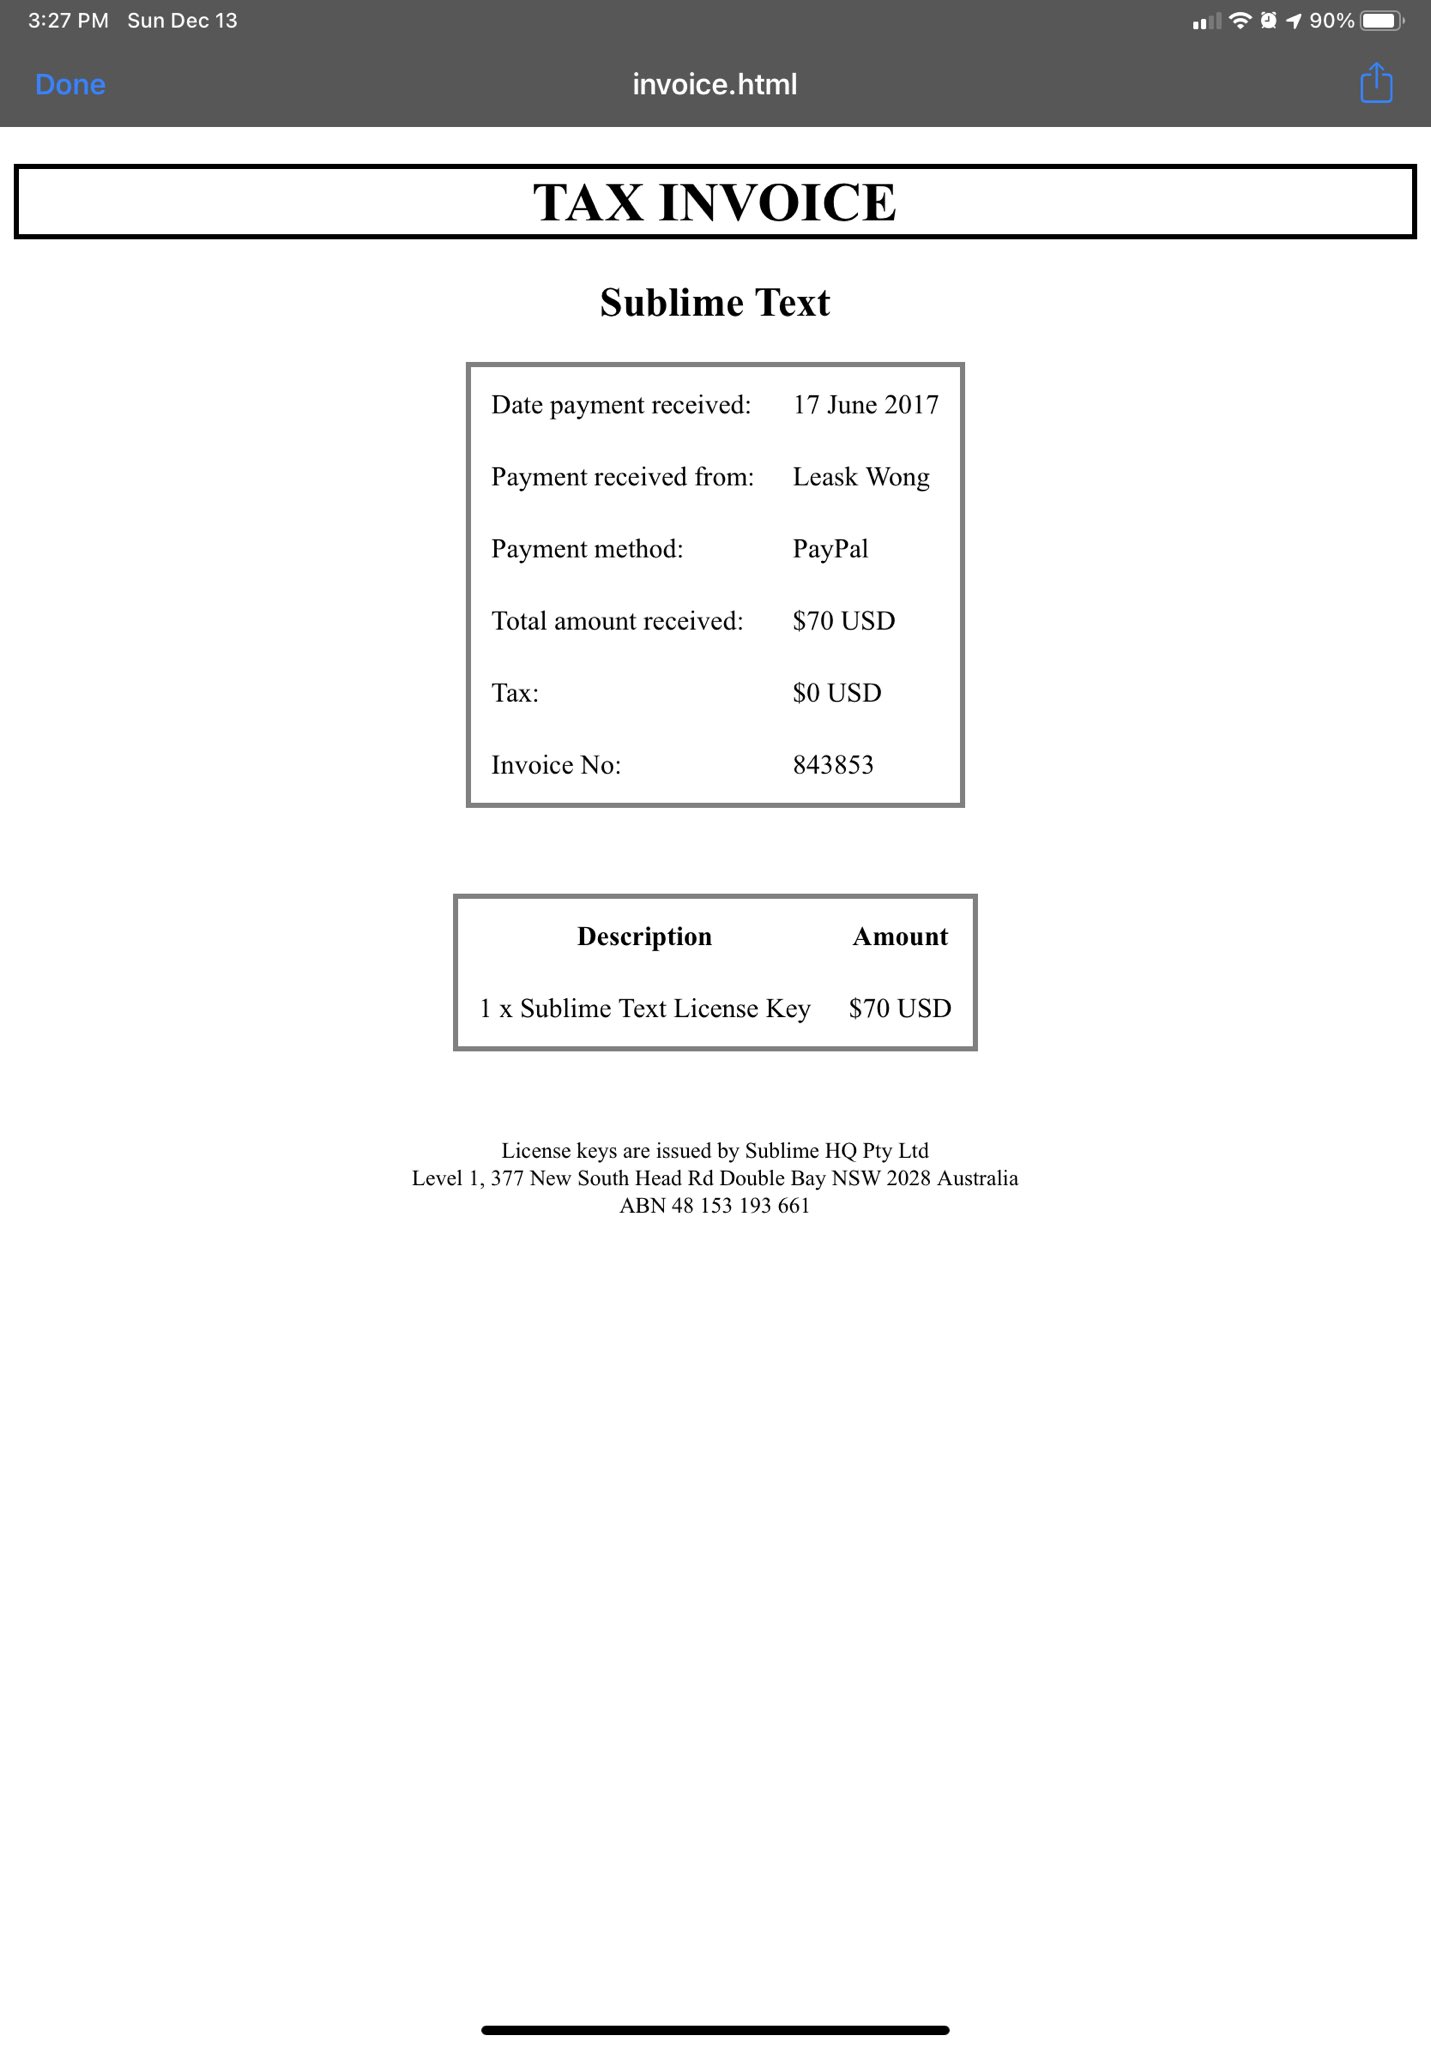 3:27 PM Sun Dec 13 90%
Done invoice.html
TAX INVOICE
Sublime Text
Date payment received: 17 June 2017
Payment received from: Leask Wong
Payment method: PayPal
Total amount received: $70 USD
Tax: $0 USD
Invoice No: 843853
Description Amount
1 x Sublime Text License Key $70 USD
License keys are issued by Sublime HQ Pty Ltd
Level 1, 377 New South Head Rd Double Bay NSW 2028 Australia
ABN 48 153 193 661